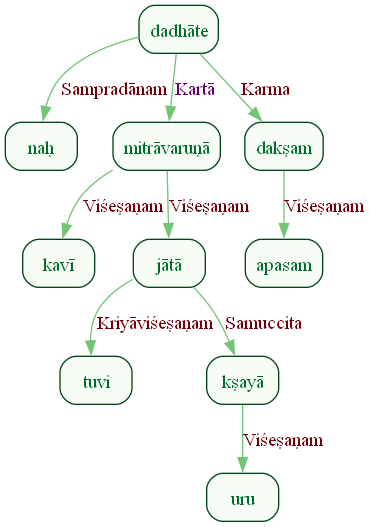 dadhāte
Sampradānam Kartā Karma
naḥ mitrāvaruṇā dakṣam
Viśeṣaṇam Viśeṣaṇam Viśeṣaṇam
kavī jātā apasam
Kriyāviśeṣaṇam Samuccita
tuvi kṣayā
Viśeṣaṇam
uru